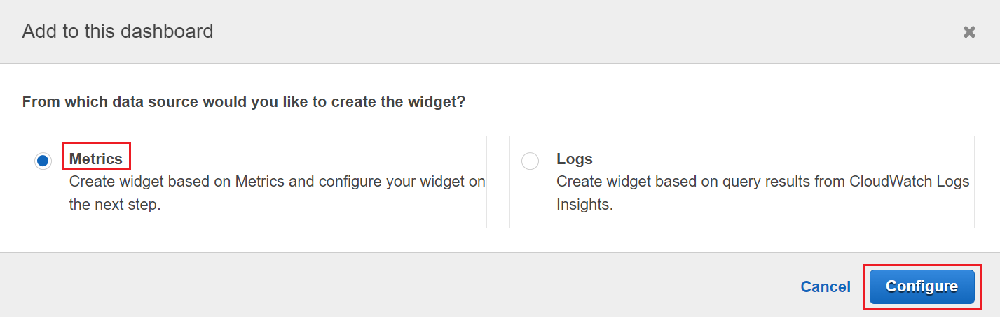 Add to this dashboard
From which data source would you like to create the widget?
Metrics
Create widget based on Metrics and configure your widget on
the next step.
Logs
Create widget based on query results from CloudWatch Logs
Insights.
Cancel
Configure